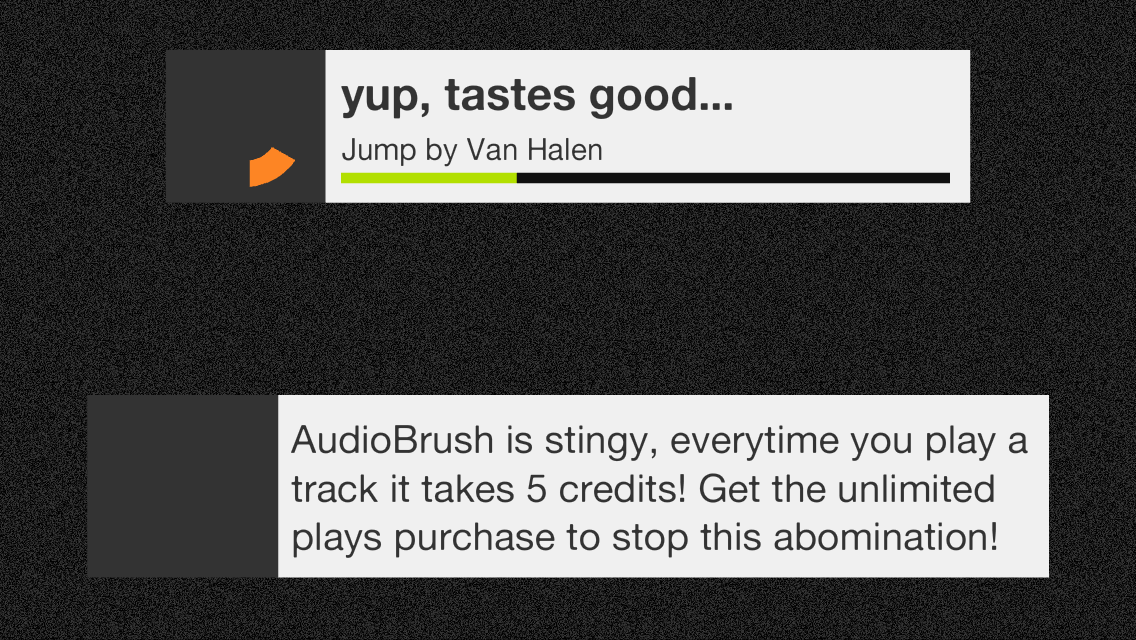 yup, tastes good...
Jump by Van Halen
AudioBrush is stingy, everytime you play a
track it takes 5 credits! Get the unlimited
plays purchase to stop this abomination!